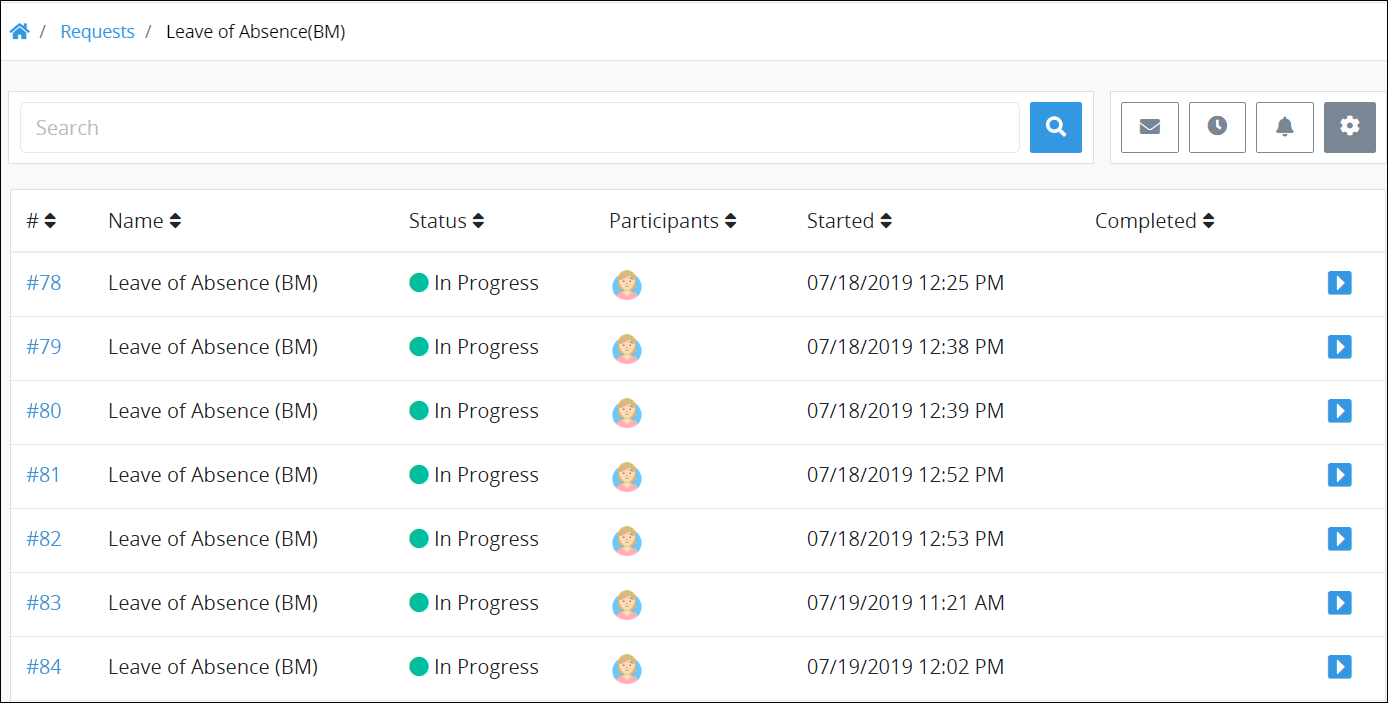 / Requests / Leave of Absence(BM)
Search
# Name Status Participants Started Completed
#78 Leave of Absence (BM) In Progress 07/18/2019 12:25 PM
#79 Leave of Absence (BM) In Progress 07/18/2019 12:38 PM
#80 Leave of Absence (BM) In Progress 07/18/2019 12:39 PM
#81 Leave of Absence (BM) In Progress 07/18/2019 12:52 PM
#82 Leave of Absence (BM) In Progress 07/18/2019 12:53 PM
#83 Leave of Absence (BM) In Progress 07/19/2019 11:21 AM
#84 Leave of Absence (BM) In Progress 07/19/2019 12:02 PM